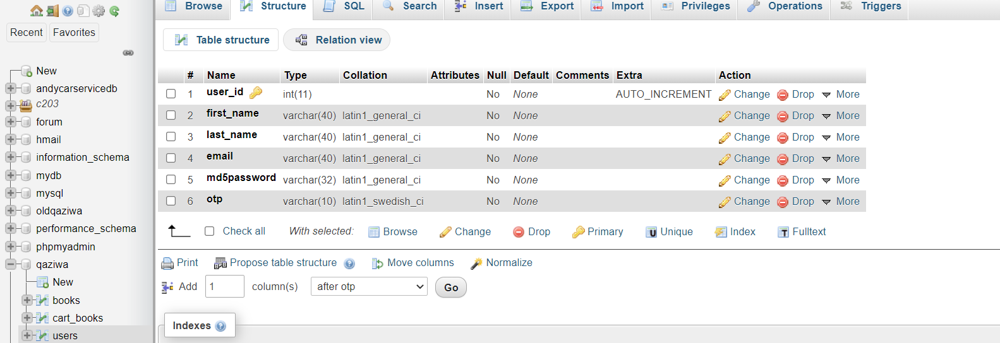 Recent Favorites
New
andycarservicedb
c203
forum
hmail
information_schema
mydb
mysql
oldqaziwa
performance_schema
phpmyadmin
qaziwa
New
books
cart_books
users
Browse Structure SQL Search Insert Export Import Privileges Operations Triggers
Table structure Relation view
# Name Type Collation Attributes Null Default Comments Extra Action
1 user_id int(11) No None AUTO_INCREMENT Change Drop More
2 first_name varchar(40) latin1_general_ci No None Change Drop More
3 last_name varchar(40) latin1_general_ci No None Change Drop More
4 email varchar(40) latin1_general_ci No None Change Drop More
5 md5password varchar(32) latin1_general_ci No None Change Drop More
6 otp varchar(10) latin1_swedish_ci No None Change Drop More
Check all With selected: Browse Change Drop Primary U Unique Index T Fulltext
Print Propose table structure ? Move columns Normalize
Add 1 column(s) after otp Go
Indexes ?